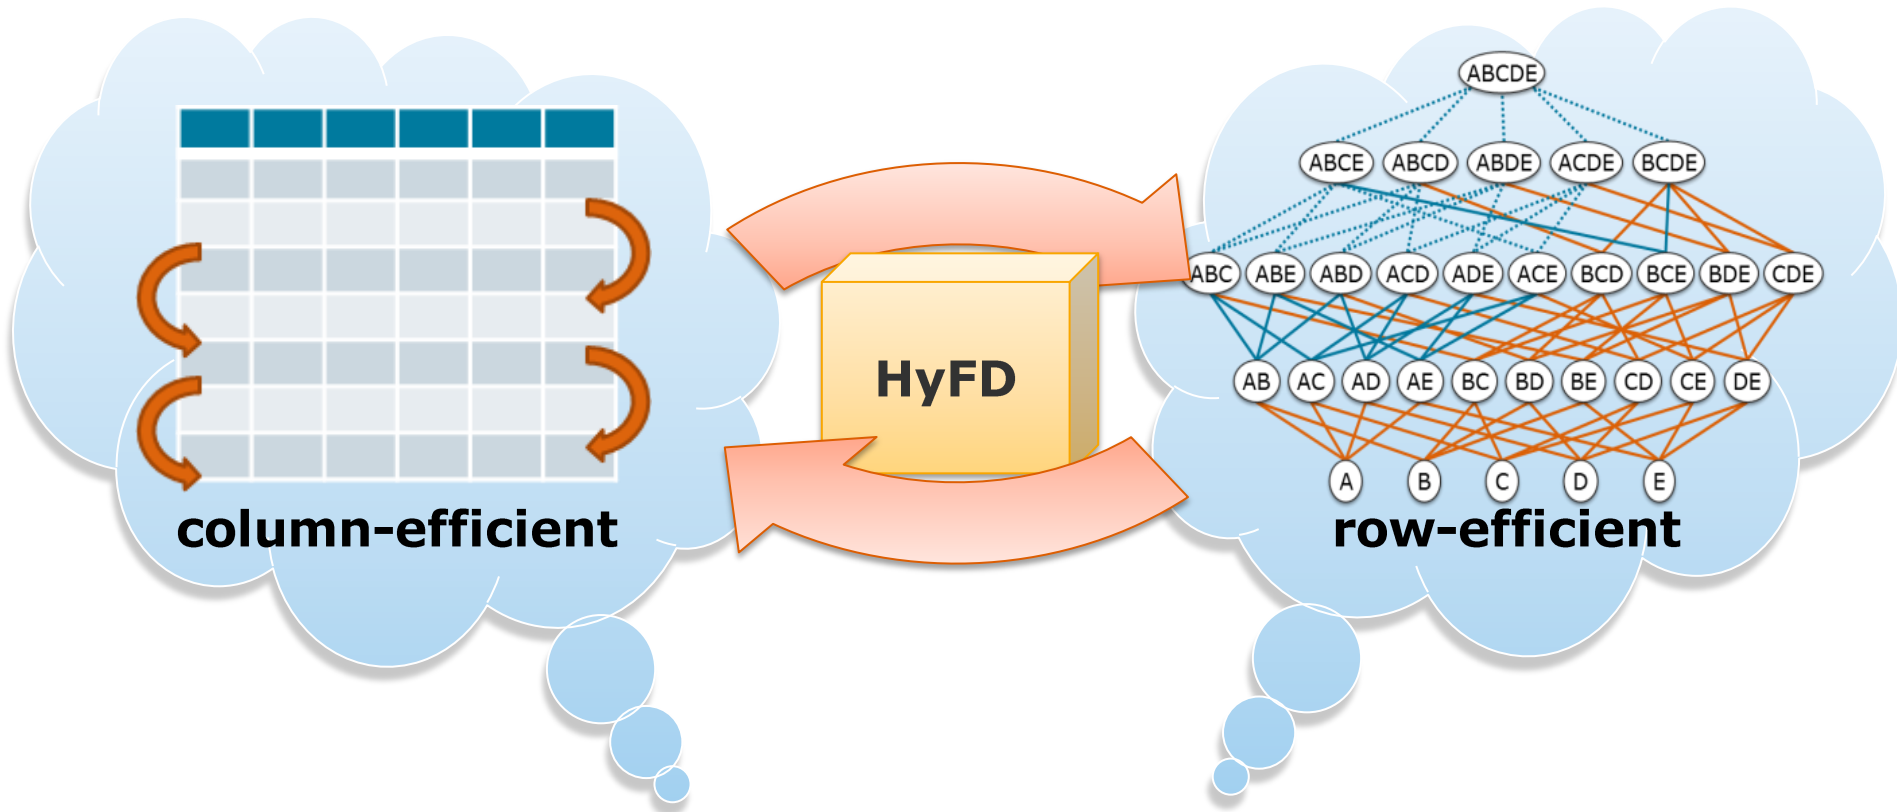 column-efficient
HyFD
ABCDE
ABCE ABCD ABDE ACDE BCDE
ABC ABE ABD ACD ADE ACE BCD BCE BDE CDE
AB AC AD AE BC BD BE CD CE DE
A B C D E
row-efficient